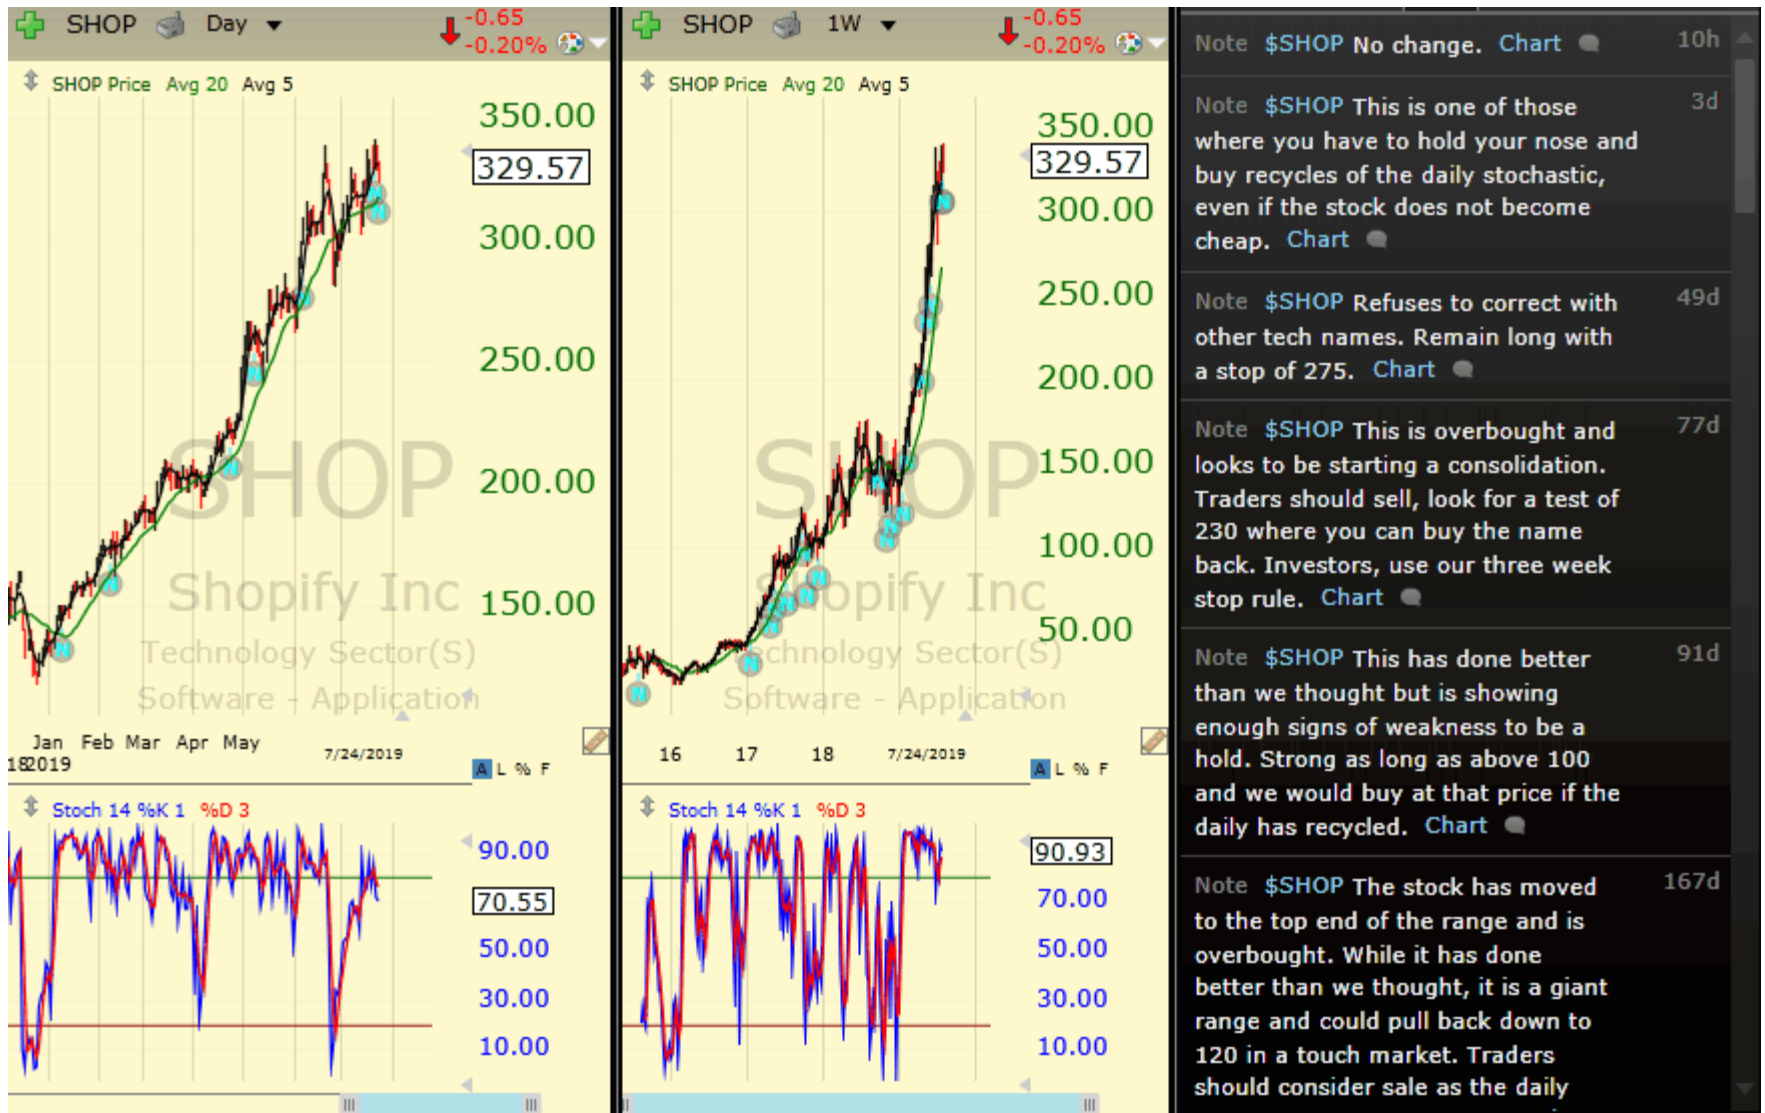 SHOP Day -0.65
-0.20%
SHOP Price Avg 20 Avg 5
350.00
329.57
300.00
250.00
200.00
150.00
SHOP
Shopify Inc
Technology Sector(S)
Software - Application
Jan Feb Mar Apr May 7/24/2019
182019
A L % F
Stoch 14 %K 1 %D 3
90.00
70.55
50.00
30.00
10.00
SHOP 1W -0.65
-0.20%
SHOP Price Avg 20 Avg 5
350.00
329.57
300.00
250.00
200.00
150.00
100.00
50.00
SHOP
Shopify Inc
Technology Sector(S)
Software - Application
16 17 18 7/24/2019
A L % F
Stoch 14 %K 1 %D 3
90.93
70.00
50.00
30.00
10.00
Note $SHOP No change. Chart 10h
Note $SHOP This is one of those 3d
where you have to hold your nose and
buy recycles of the daily stochastic,
even if the stock does not become
cheap. Chart
Note $SHOP Refuses to correct with 49d
other tech names. Remain long with
a stop of 275. Chart
Note $SHOP This is overbought and 77d
looks to be starting a consolidation.
Traders should sell, look for a test of
230 where you can buy the name
back. Investors, use our three week
stop rule. Chart
Note $SHOP This has done better 91d
than we thought but is showing
enough signs of weakness to be a
hold. Strong as long as above 100
and we would buy at that price if the
daily has recycled. Chart
Note $SHOP The stock has moved 167d
to the top end of the range and is
overbought. While it has done
better than we thought, it is a giant
range and could pull back down to
120 in a touch market. Traders
should consider sale as the daily